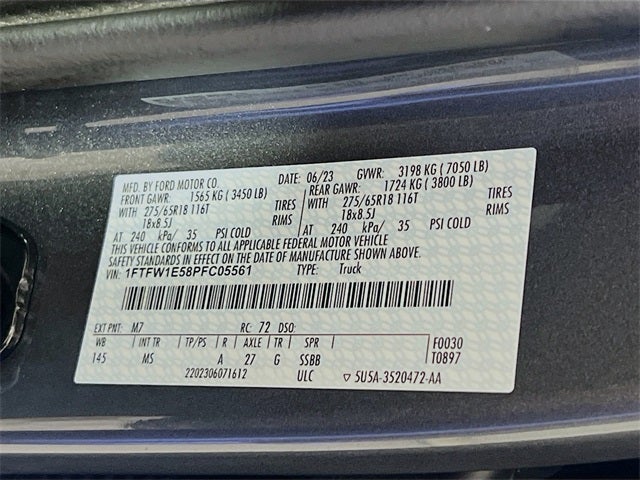 MFD. BY FORD MOTOR CO. DATE: 06/23 GVWR: 3198 KG ( 7050 LB)
FRONT GAWR: 1565 KG ( 3450 LB) REAR GAWR: 1724 KG ( 3800 LB)
WITH 275/65R18 116T TIRES WITH 275/65R18 116T TIRES
18x8.5J RIMS 18x8.5J RIMS
AT 240 kPa/ 35 PSI COLD AT 240 kPa/ 35 PSI COLD
THIS VEHICLE CONFORMS TO ALL APPLICABLE FEDERAL MOTOR VEHICLE
SAFETY STANDARDS IN EFFECT ON THE DATE OF MANUFACTURE SHOWN ABOVE.
VIN: 1FTFW1E58PFC05561 TYPE: Truck
EXT PNT: M7 RC: 72 DSO:
WB INT TR TP/PS R AXLE TR SPR F0030
145 MS A 27 G SSBB T0897
2202306071612 ULC ▽ 5U5A-3520472-AA